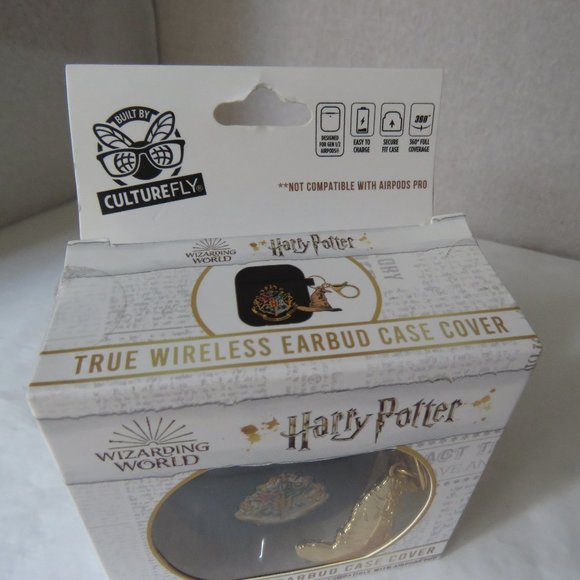 BUILT BY
CULTUREFLY®
DESIGNED
FOR GEN 1/2
AIRPODS®
EASY TO
CHARGE
SECURE
FIT CASE
360°
360° FULL
COVERAGE
**NOT COMPATIBLE WITH AIRPODS PRO
WIZARDING
WORLD
Harry Potter
TRUE WIRELESS EARBUD CASE COVER
WIZARDING
WORLD
Harry Potter
EARBUD CASE COVER